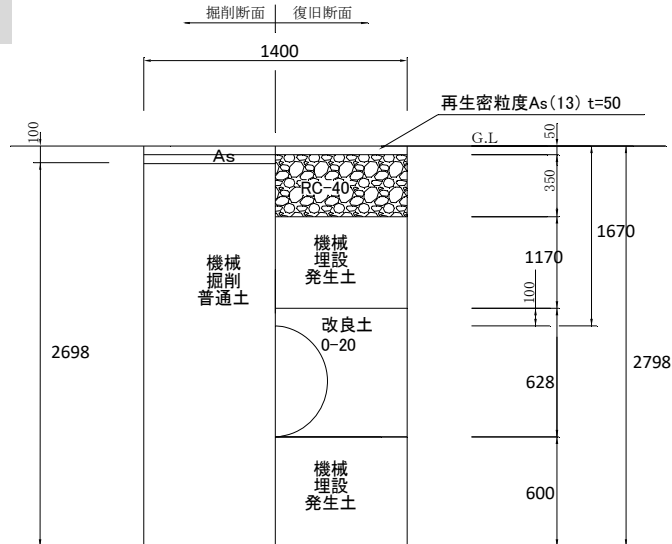 掘削断面 復旧断面
1400
再生密粒度As(13) t=50
100
As
G.L
50
RC-40
350
1670
機械
埋設
発生土
1170
機械
掘削
普通土
100
改良土
0-20
2698
2798
628
機械
埋設
発生土
600